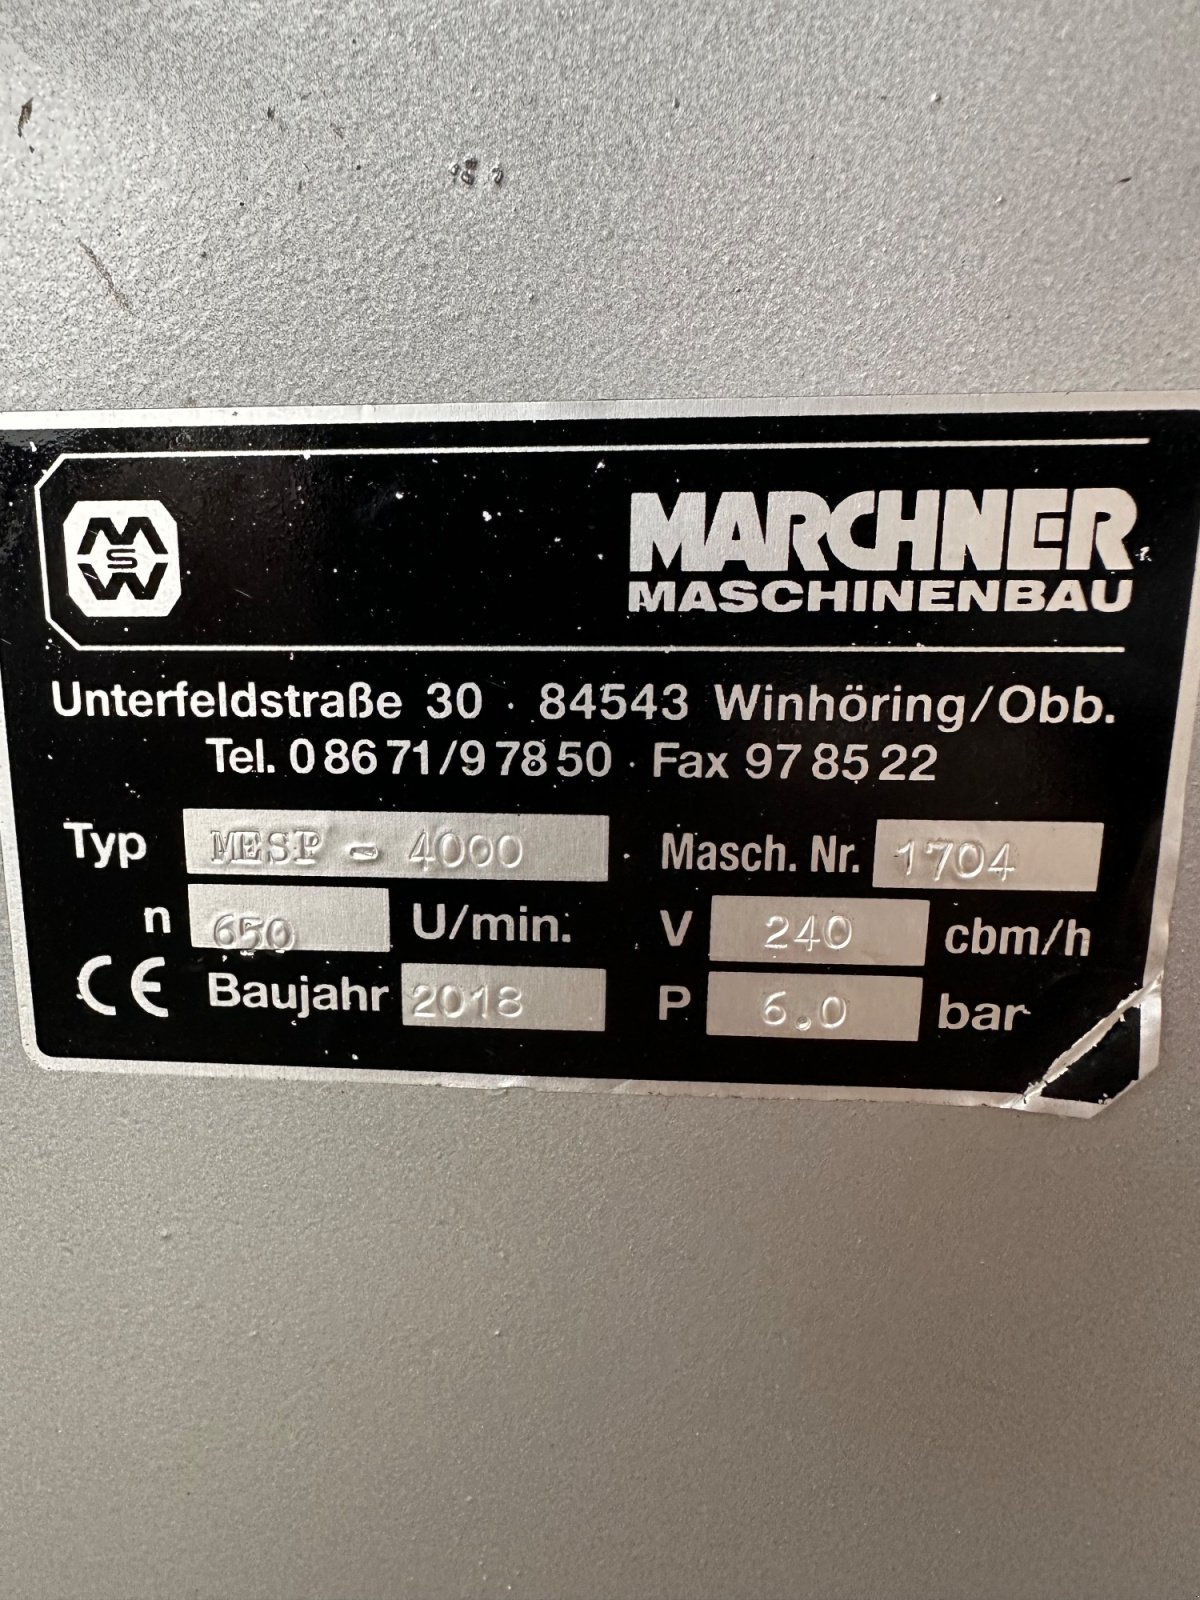 MSW
MARCHNER
MASCHINENBAU
Unterfeldstraße 30 · 84543 Winhöring/Obb.
Tel. 0 86 71/9 78 50 · Fax 97 85 22
Typ MESP - 4000 Masch. Nr. 1704
n 650 U/min. V 240 cbm/h
CE Baujahr 2018 P 6.0 bar